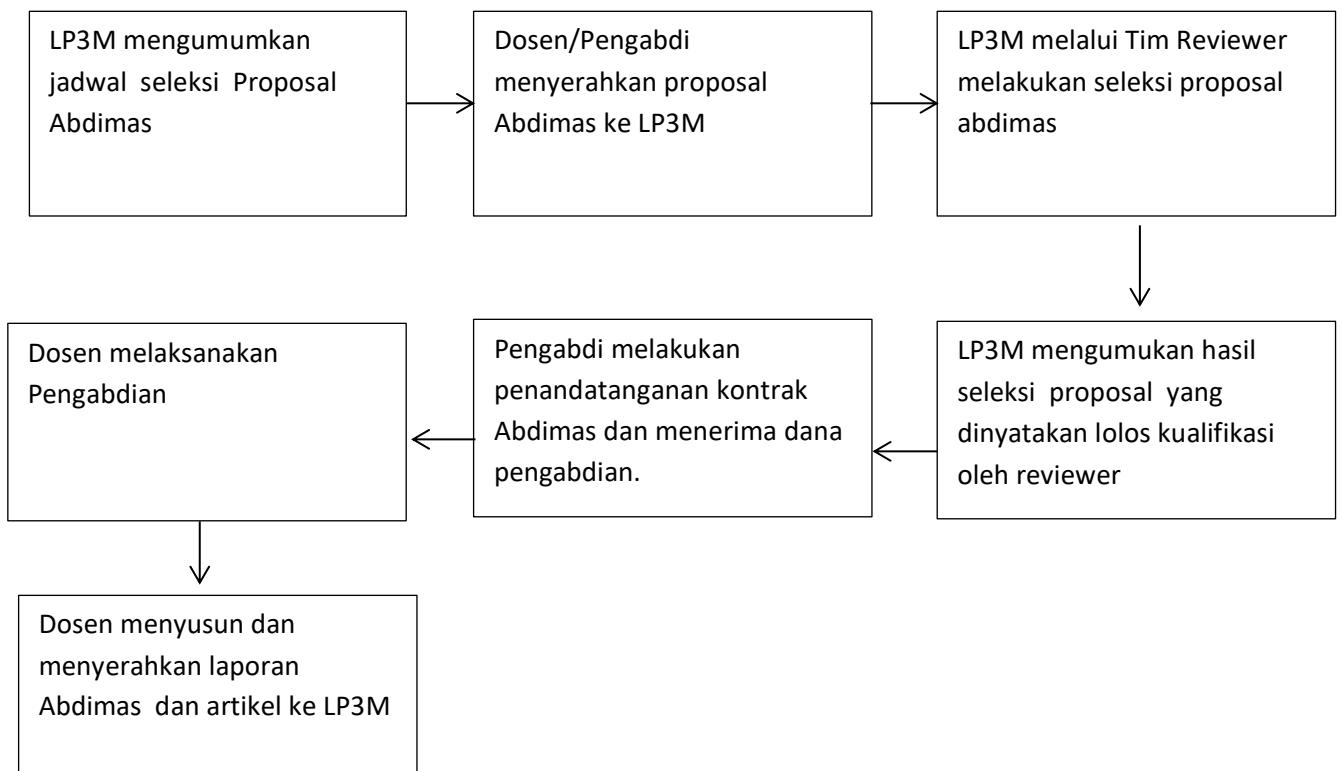 LP3M mengumumkan
jadwal seleksi Proposal
Abdimas
Dosen/Pengabdi
menyerahkan proposal
Abdimas ke LP3M
LP3M melalui Tim Reviewer
melakukan seleksi proposal
abdimas
LP3M mengumukan hasil
seleksi proposal yang
dinyatakan lolos kualifikasi
oleh reviewer
Pengabdi melakukan
penandatanganan kontrak
Abdimas dan menerima dana
pengabdian.
Dosen melaksanakan
Pengabdian
Dosen menyusun dan
menyerahkan laporan
Abdimas dan artikel ke LP3M